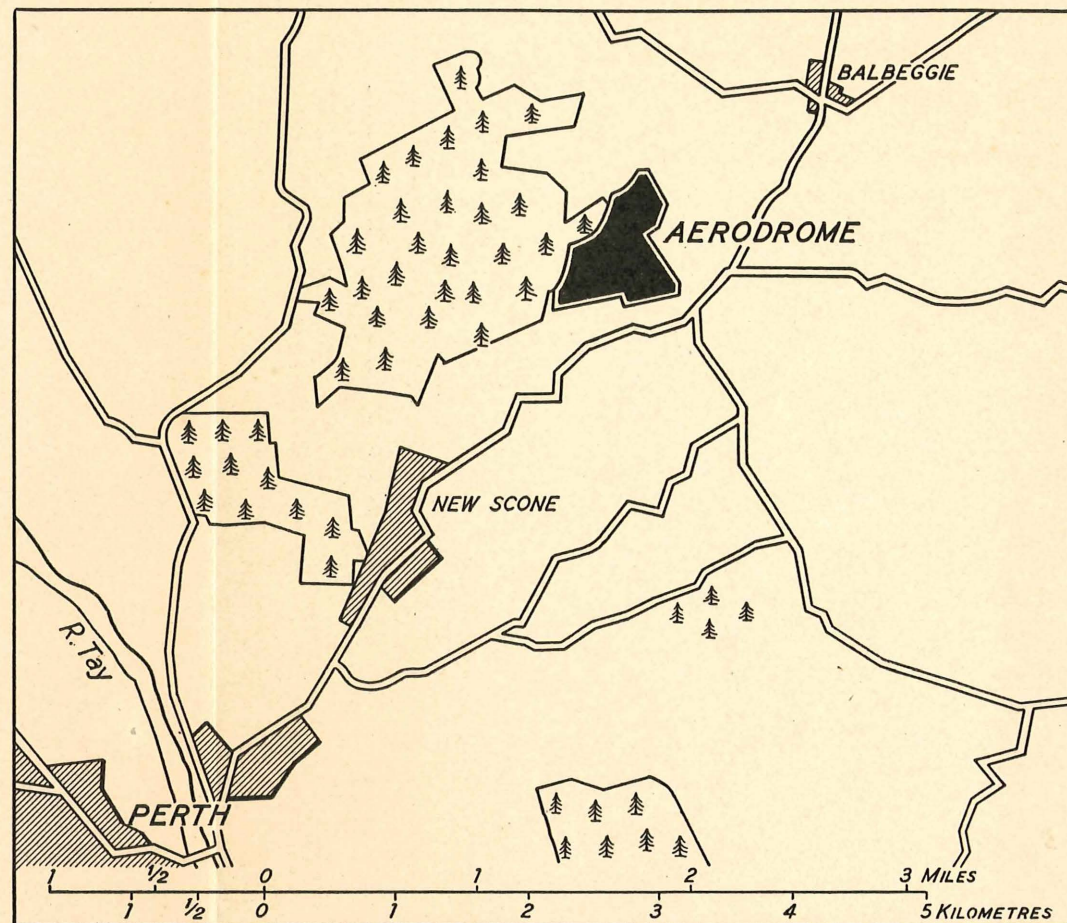 BALBEGGIE
AERODROME
NEW SCONE
R. Tay
PERTH
1 ½ 0 1 2 3 MILES
1 ½ 0 1 2 3 4 5 KILOMETRES